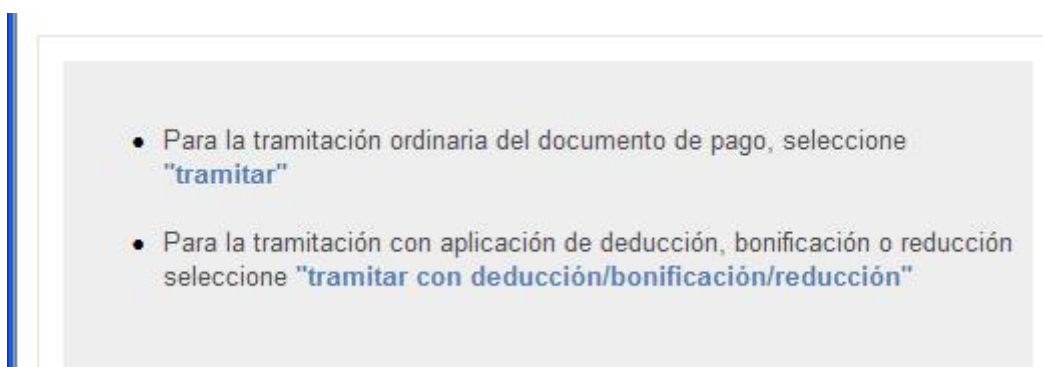 Para la tramitación ordinaria del documento de pago, seleccione
"tramitar"
Para la tramitación con aplicación de deducción, bonificación o reducción
seleccione "tramitar con deducción/bonificación/reducción"